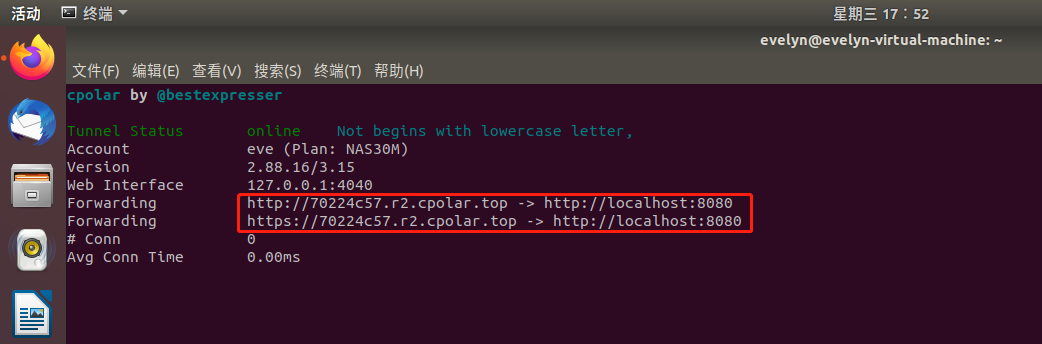 活动 终端 星期三 17：52
evelyn@evelyn-virtual-machine: ~
文件(F) 编辑(E) 查看(V) 搜索(S) 终端(T) 帮助(H)
cpolar by @bestexpresser
Tunnel Status online Not begins with lowercase letter,
Account eve (Plan: NAS30M)
Version 2.88.16/3.15
Web Interface 127.0.0.1:4040
Forwarding http://70224c57.r2.cpolar.top -> http://localhost:8080
Forwarding https://70224c57.r2.cpolar.top -> http://localhost:8080
# Conn 0
Avg Conn Time 0.00ms